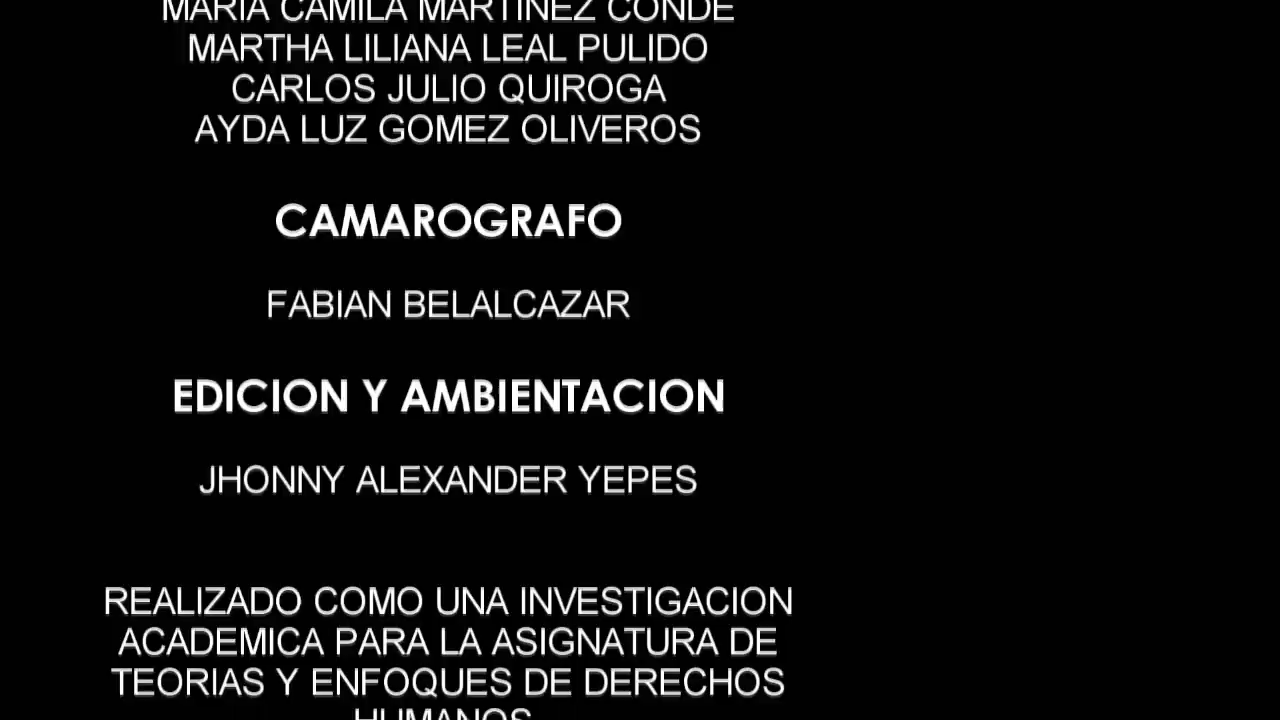 MARIA CAMILA MARTINEZ CONDE
MARTHA LILIANA LEAL PULIDO
CARLOS JULIO QUIROGA
AYDA LUZ GOMEZ OLIVEROS
CAMAROGRAFO
FABIAN BELALCAZAR
EDICION Y AMBIENTACION
JHONNY ALEXANDER YEPES
REALIZADO COMO UNA INVESTIGACION
ACADEMICA PARA LA ASIGNATURA DE
TEORIAS Y ENFOQUES DE DERECHOS
HUMANOS